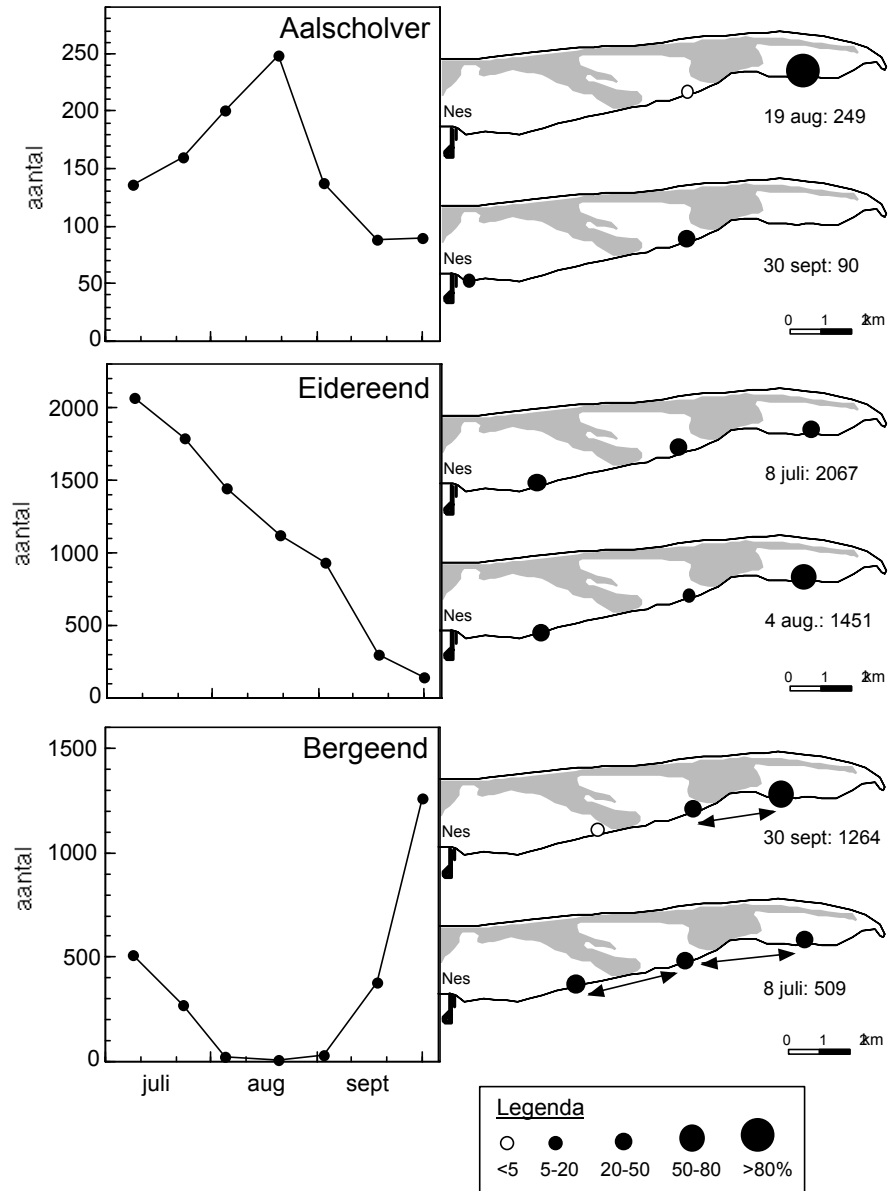 Aalscholver
250
200
150
100
50
0
aantal
Nes
19 aug: 249
Nes
30 sept: 90
0 1 2 km
Eidereend
2000
1500
1000
500
0
aantal
Nes
8 juli: 2067
Nes
4 aug.: 1451
0 1 2 km
Bergeend
1500
1000
500
0
aantal
juli aug sept
Nes
30 sept: 1264
Nes
8 juli: 509
0 1 2 km
Legenda
<5 5-20 20-50 50-80 >80%